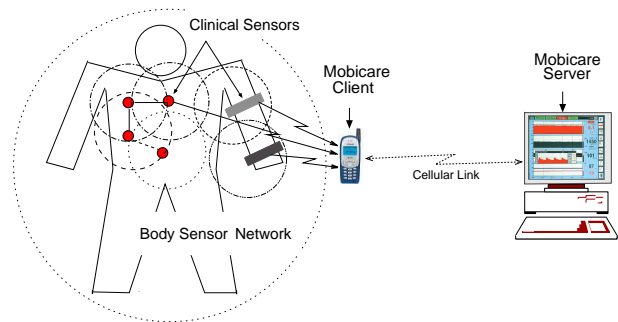 Clinical Sensors
Mobicare
Client
Mobicare
Server
Cellular Link
Body Sensor Network